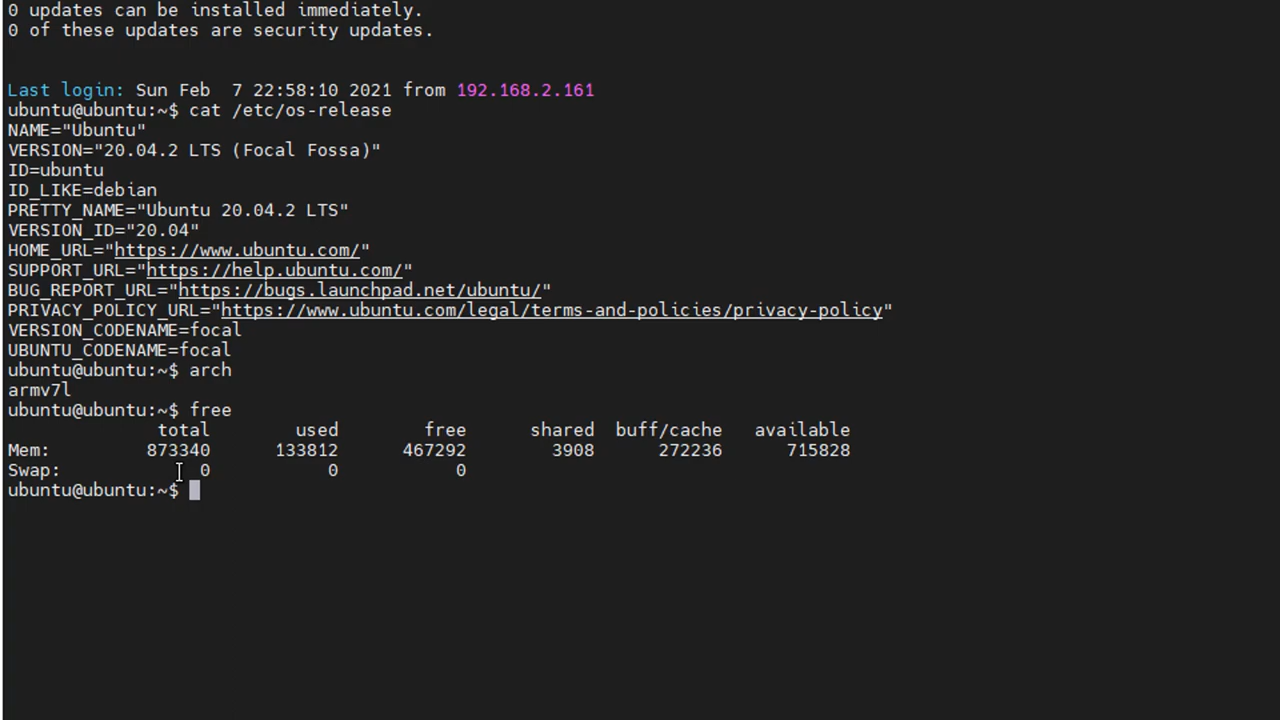 0 updates can be installed immediately.
0 of these updates are security updates.
Last login: Sun Feb  7 22:58:10 2021 from 192.168.2.161
ubuntu@ubuntu:~$ cat /etc/os-release
NAME="Ubuntu"
VERSION="20.04.2 LTS (Focal Fossa)"
ID=ubuntu
ID_LIKE=debian
PRETTY_NAME="Ubuntu 20.04.2 LTS"
VERSION_ID="20.04"
HOME_URL="https://www.ubuntu.com/"
SUPPORT_URL="https://help.ubuntu.com/"
BUG_REPORT_URL="https://bugs.launchpad.net/ubuntu/"
PRIVACY_POLICY_URL="https://www.ubuntu.com/legal/terms-and-policies/privacy-policy"
VERSION_CODENAME=focal
UBUNTU_CODENAME=focal
ubuntu@ubuntu:~$ arch
armv7l
ubuntu@ubuntu:~$ free
              total        used        free      shared  buff/cache   available
Mem:         873340      133812      467292        3908      272236      715828
Swap:             0           0           0
ubuntu@ubuntu:~$